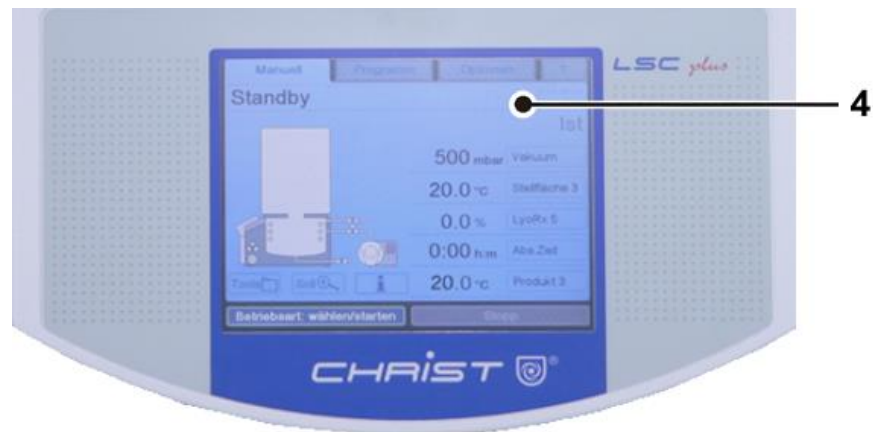 Manuell Programm Optionen ?
LSC plus
Standby
4
Ist
500 mbar Vakuum
20.0 °C Stellfläche 3
0.0 % LyoRx 5
0:00 h:m Abs.Zeit
20.0 °C Produkt 3
Tools Soll i
Betriebsart: wählen/starten Stopp
CHRIST ®